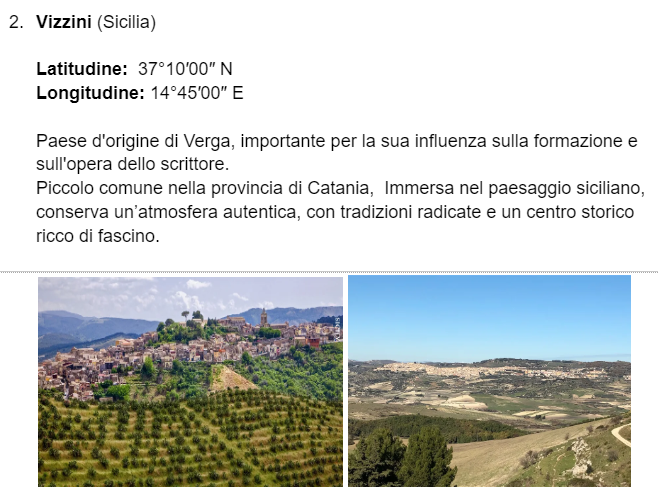 2. Vizzini (Sicilia)
Latitudine: 37°10′00″ N
Longitudine: 14°45′00″ E
Paese d'origine di Verga, importante per la sua influenza sulla formazione e
sull'opera dello scrittore.
Piccolo comune nella provincia di Catania, Immersa nel paesaggio siciliano,
conserva un’atmosfera autentica, con tradizioni radicate e un centro storico
ricco di fascino.